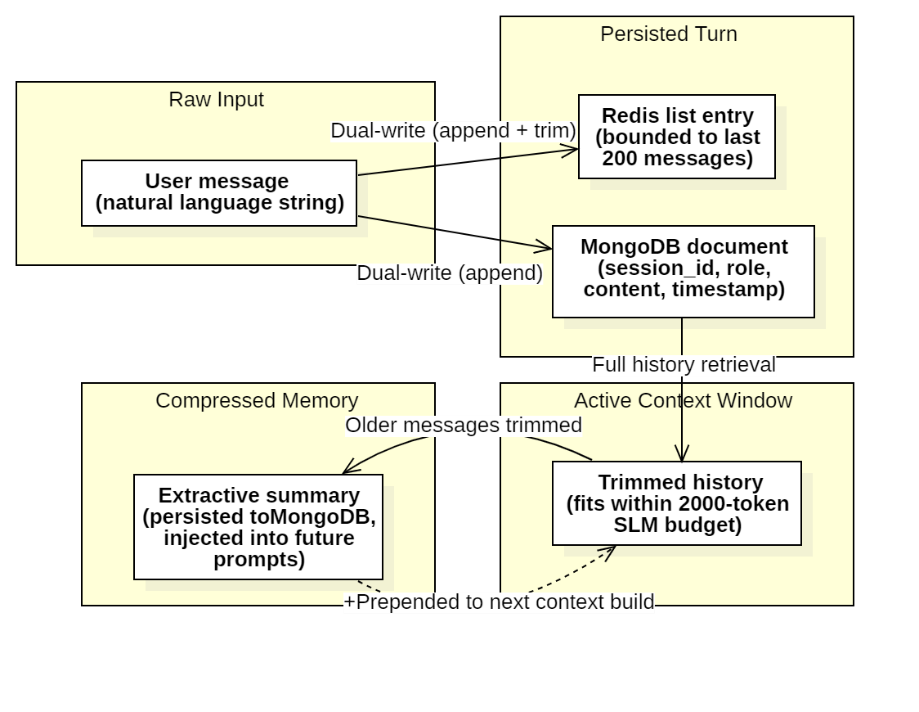 Persisted Turn
Raw Input
Redis list entry
(bounded to last
200 messages)
Dual-write (append + trim)
User message
(natural language string)
MongoDB document
(session_id, role,
content, timestamp)
Dual-write (append)
Full history retrieval
Compressed Memory
Active Context Window
Older messages trimmed
Extractive summary
(persisted toMongoDB,
injected into future
prompts)
Trimmed history
(fits within 2000-token
SLM budget)
+Prepended to next context build